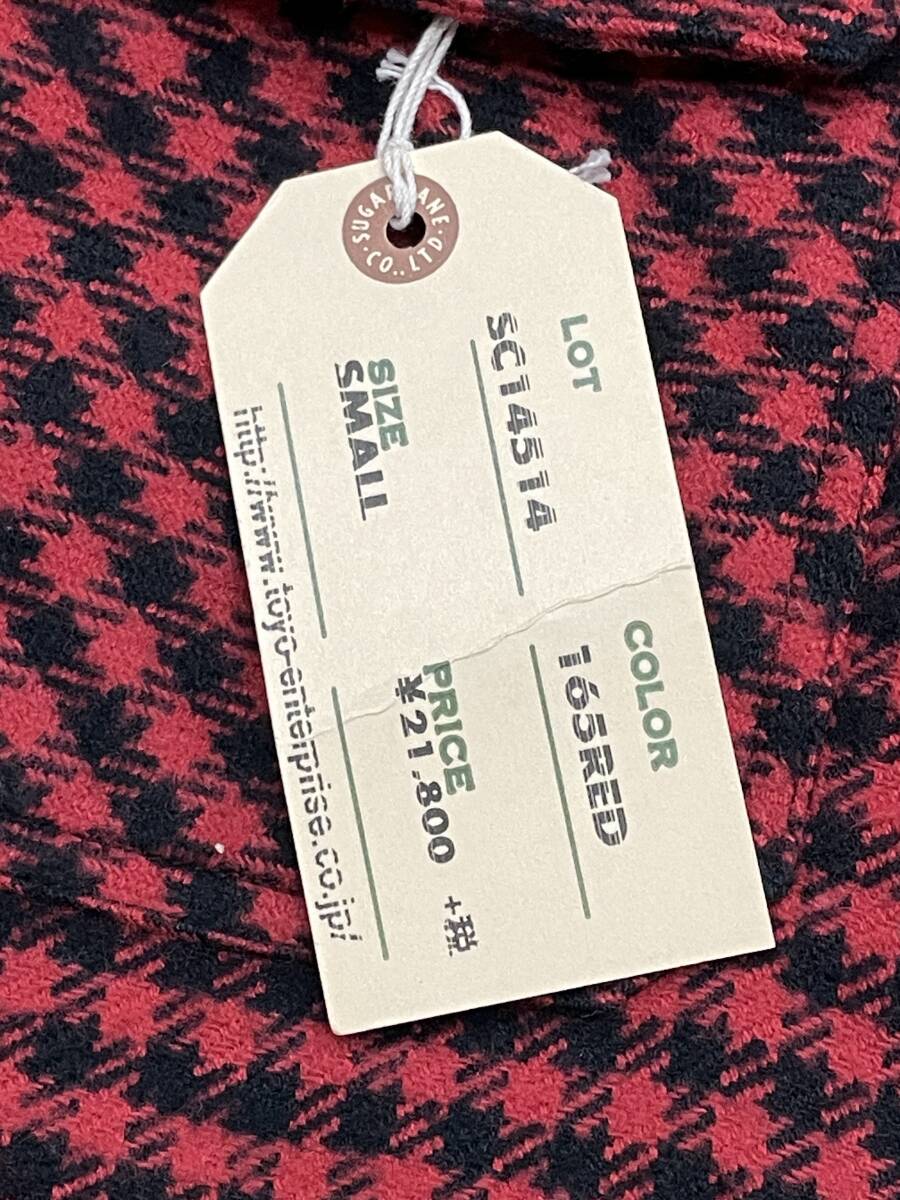 SUGAR CANE
CO., LTD.
LOT
SC14514
COLOR
165RED
SIZE
SMALL
PRICE
¥21,800 +税
http://www.toyo-enterprise.co.jp/